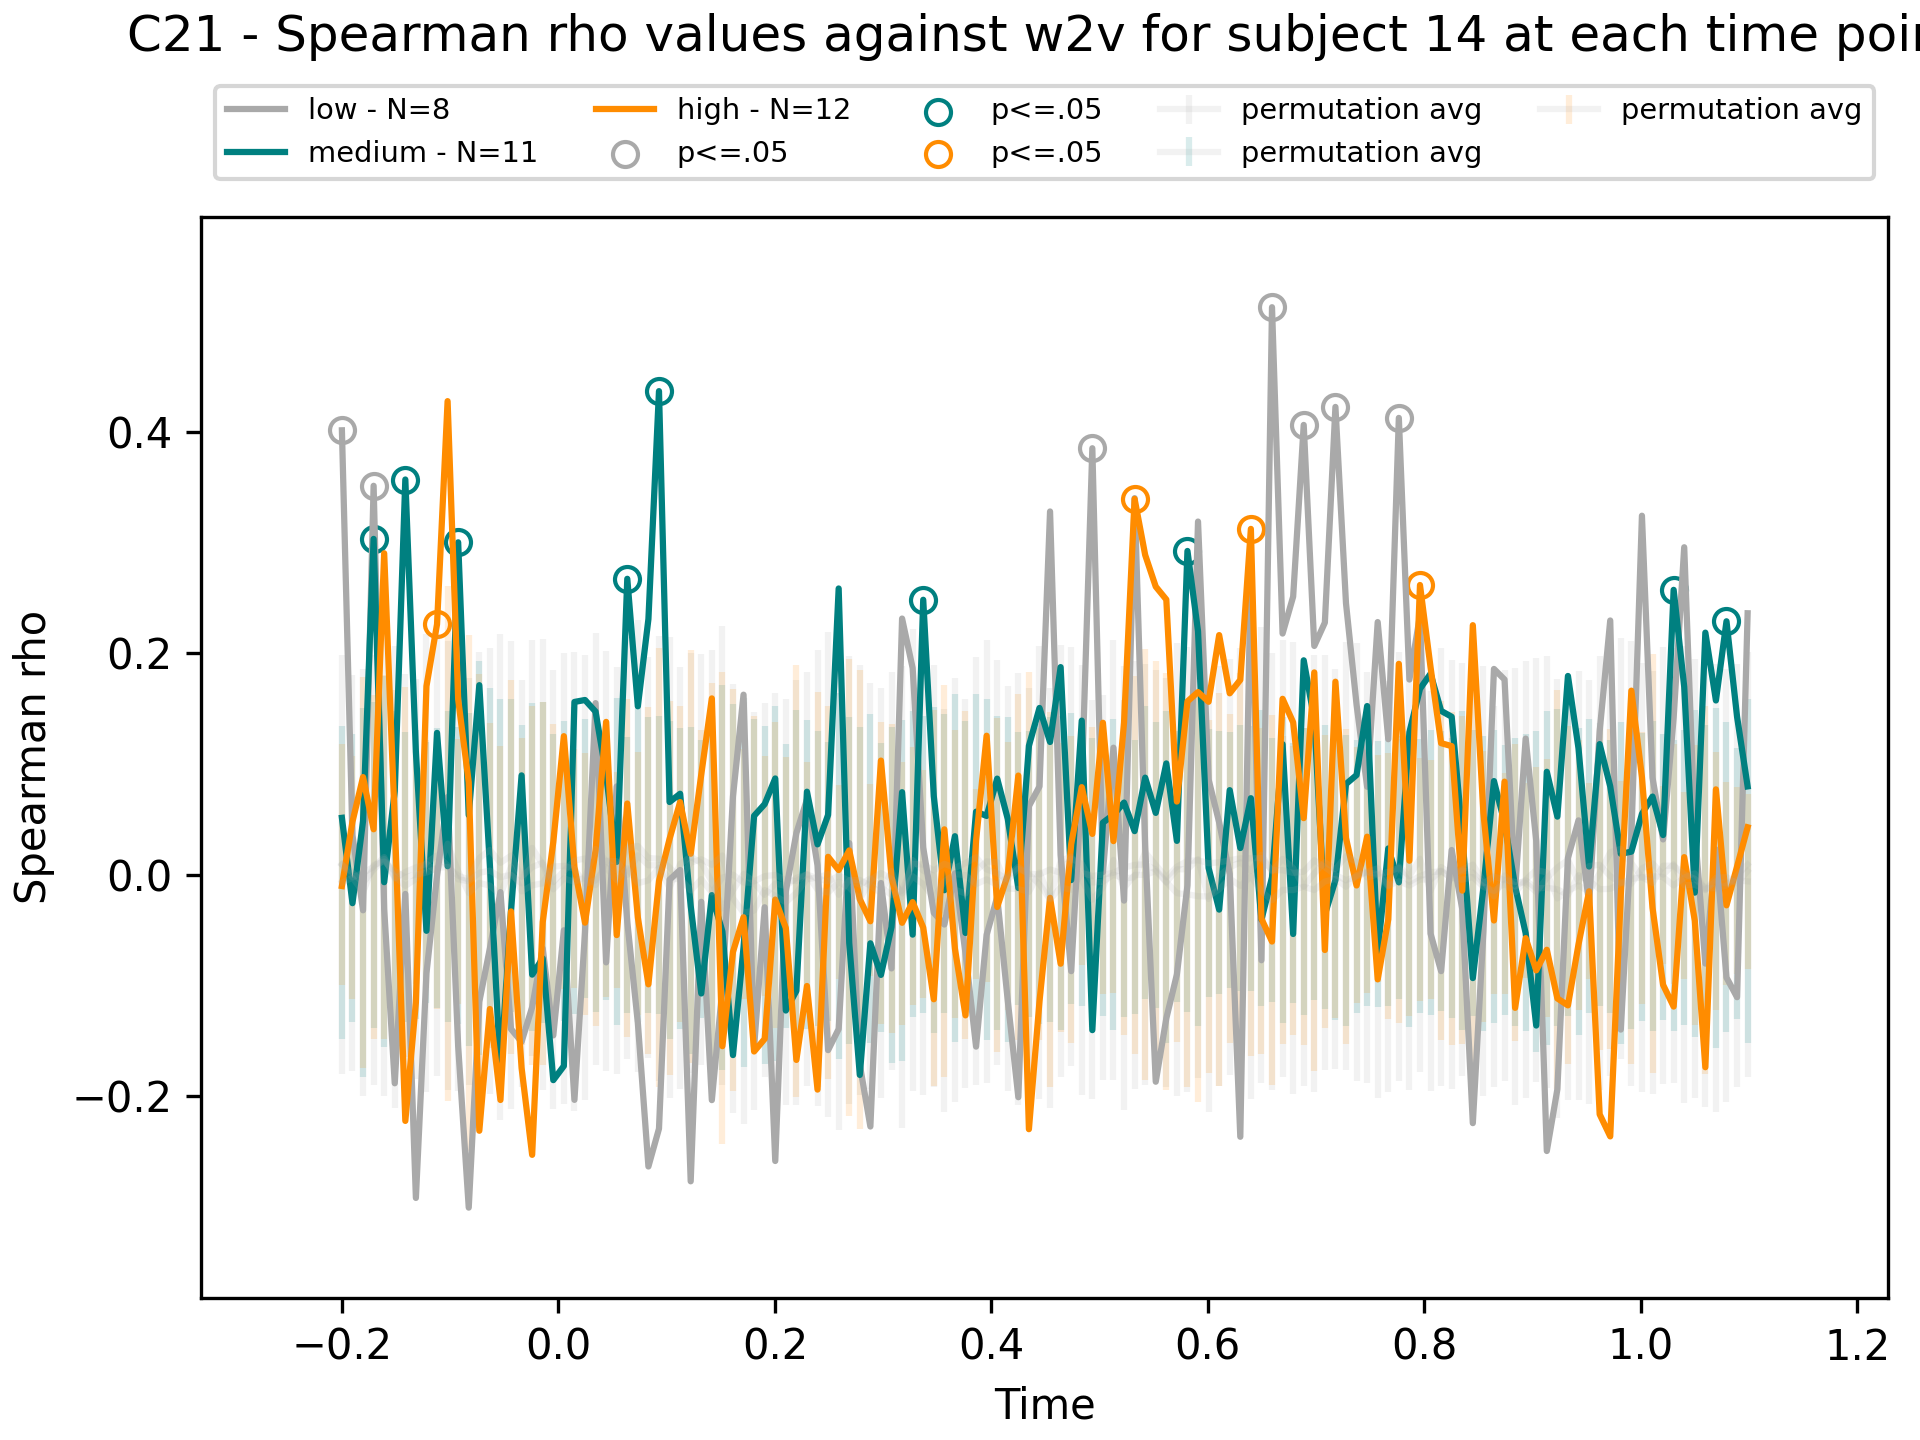 C21 - Spearman rho values against w2v for subject 14 at each time poin
low - N=8
medium - N=11
high - N=12
p<=.05
p<=.05
p<=.05
permutation avg
permutation avg
permutation avg
Spearman rho
0.4
0.2
0.0
−0.2
−0.2 0.0 0.2 0.4 0.6 0.8 1.0 1.2
Time